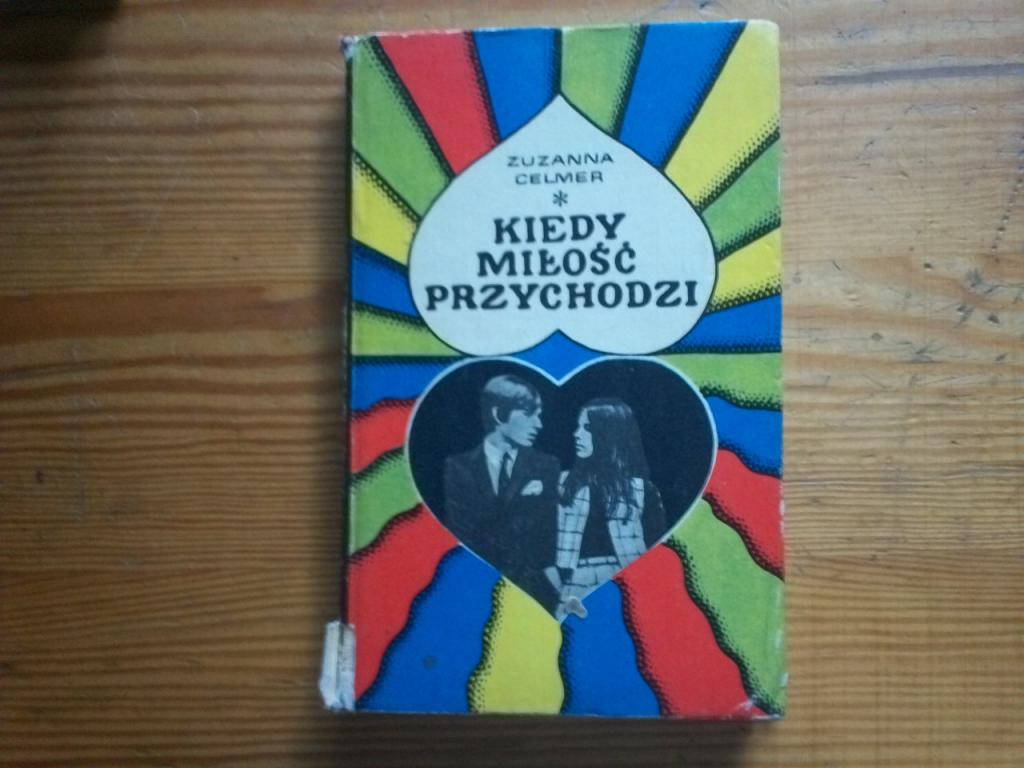 ZUZANNA
CELMER
*
KIEDY
MIŁOŚĆ
PRZYCHODZI